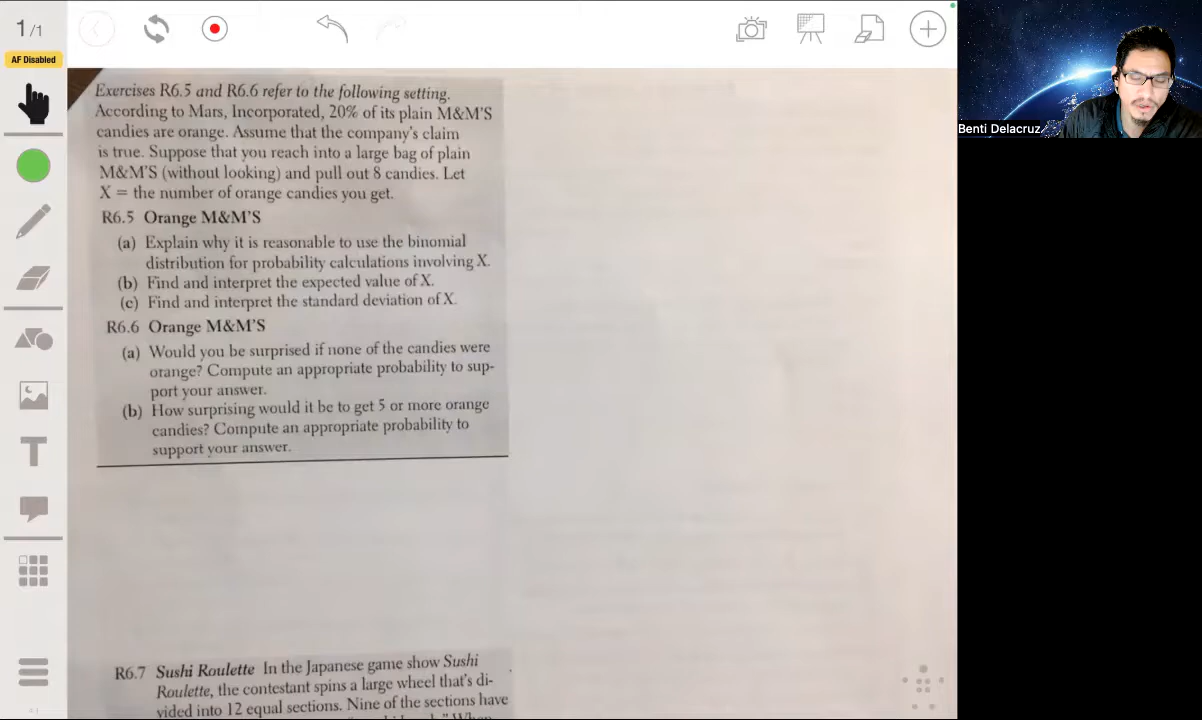 1/1
AF Disabled
Benti Delacruz
Exercises R6.5 and R6.6 refer to the following setting.
According to Mars, Incorporated, 20% of its plain M&M'S
candies are orange. Assume that the company's claim
is true. Suppose that you reach into a large bag of plain
M&M'S (without looking) and pull out 8 candies. Let
X = the number of orange candies you get.
R6.5 Orange M&M'S
(a) Explain why it is reasonable to use the binomial
distribution for probability calculations involving X.
(b) Find and interpret the expected value of X.
(c) Find and interpret the standard deviation of X.
R6.6 Orange M&M'S
(a) Would you be surprised if none of the candies were
orange? Compute an appropriate probability to sup-
port your answer.
(b) How surprising would it be to get 5 or more orange
candies? Compute an appropriate probability to
support your answer.
R6.7 Sushi Roulette In the Japanese game show Sushi
Roulette, the contestant spins a large wheel that's di-
vided into 12 equal sections. Nine of the sections have
T